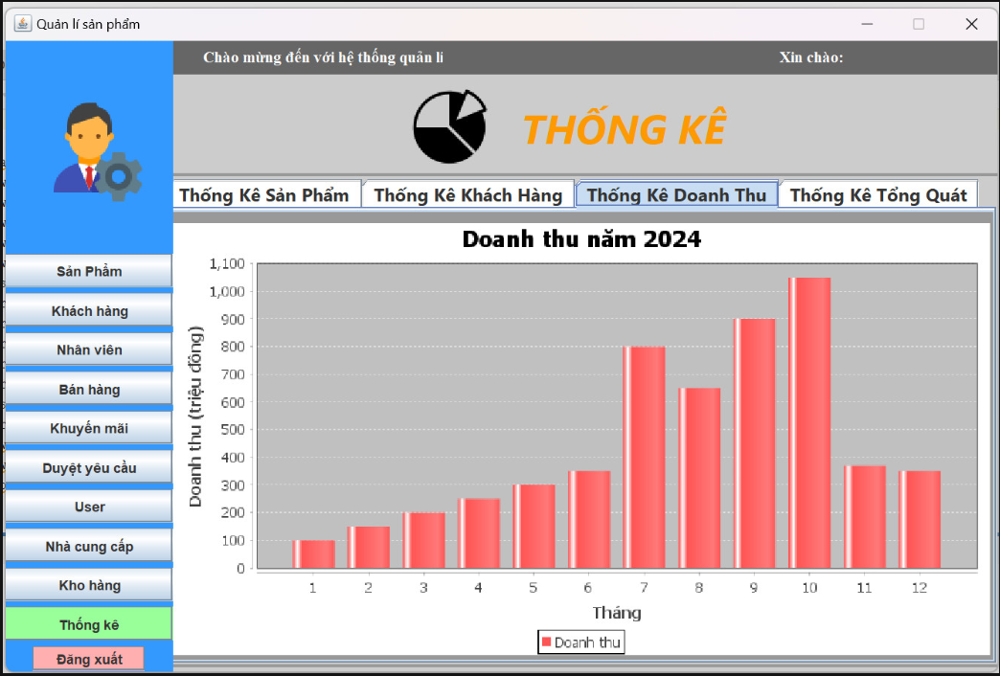 Quản lí sản phẩm
Chào mừng đến với hệ thống quản lí
Xin chào:
THỐNG KÊ
Thống Kê Sản Phẩm
Thống Kê Khách Hàng
Thống Kê Doanh Thu
Thống Kê Tổng Quát
Sản Phẩm
Khách hàng
Nhân viên
Bán hàng
Khuyến mãi
Duyệt yêu cầu
User
Nhà cung cấp
Kho hàng
Thống kê
Đăng xuất
Doanh thu năm 2024
Doanh thu (triệu đồng)
1,100
1,000
900
800
700
600
500
400
300
200
100
0
1 2 3 4 5 6 7 8 9 10 11 12
Tháng
Doanh thu